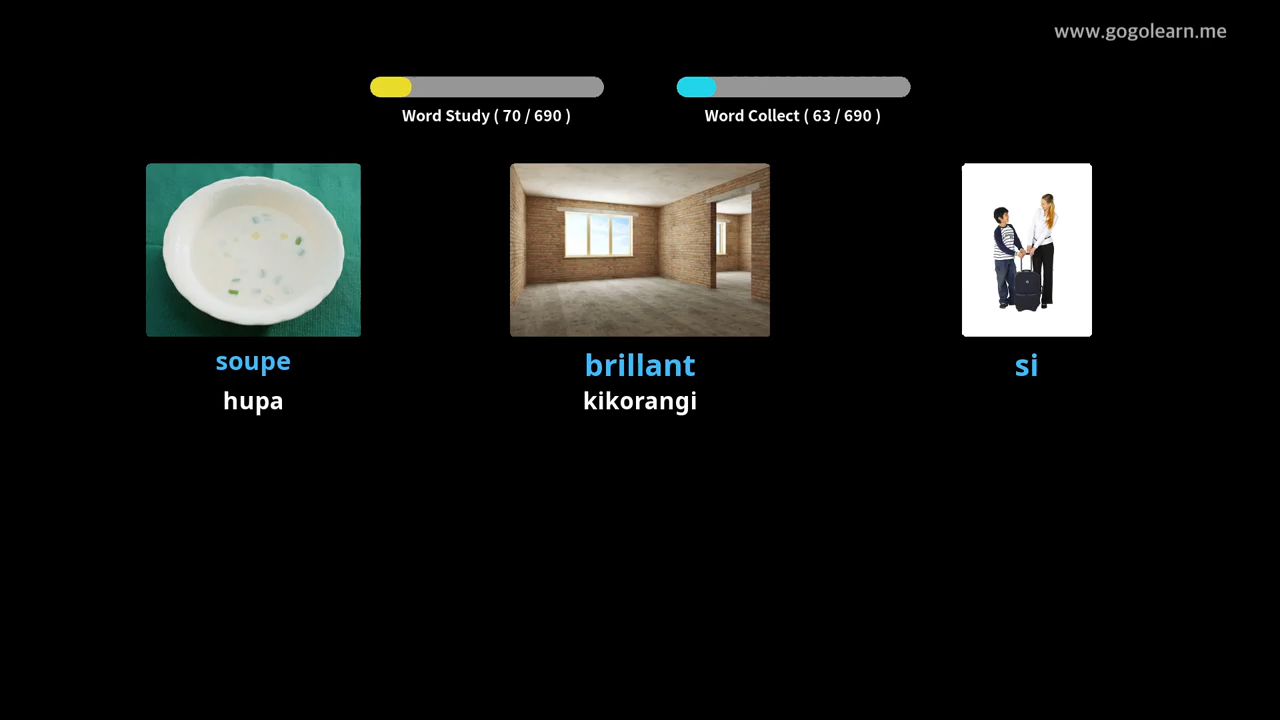 www.gogolearn.me
Word Study ( 70 / 690 )
Word Collect ( 63 / 690 )
soupe
brillant
si
hupa
kikorangi